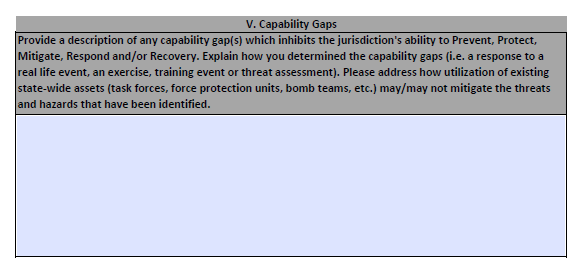 V. Capability Gaps
Provide a description of any capability gap(s) which inhibits the jurisdiction's ability to Prevent, Protect,
Mitigate, Respond and/or Recovery. Explain how you determined the capability gaps (i.e. a response to a
real life event, an exercise, training event or threat assessment). Please address how utilization of existing
state-wide assets (task forces, force protection units, bomb teams, etc.) may/may not mitigate the threats
and hazards that have been identified.